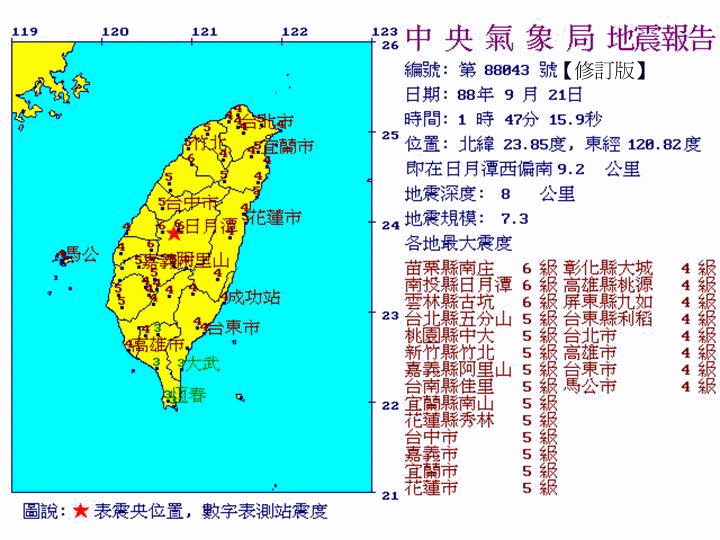 中央氣象局地震報告
編號: 第 88043 號【修訂版】
日期: 88年 9 月 21日
時間: 1 時 47分 15.9秒
位置: 北緯 23.85度, 東經 120.82度
即在日月潭西偏南 9.2 公里
地震深度: 8 公里
地震規模: 7.3
各地最大震度
苗栗縣南庄 6 級 彰化縣大城 4 級
南投縣日月潭 6 級 高雄縣桃源 4 級
雲林縣古坑 6 級 屏東縣九如 4 級
台北縣五分山 5 級 台東縣利稻 4 級
桃園縣中大 5 級 台北市 4 級
新竹縣竹北 5 級 高雄市 4 級
嘉義縣阿里山 5 級 台東市 4 級
台南縣佳里 5 級 馬公市 4 級
宜蘭縣南山 5 級
花蓮縣秀林 5 級
台中市 5 級
嘉義市 5 級
宜蘭市 5 級
花蓮市 5 級
119 120 121 122 123
26
25
24
23
22
21
台北市
竹北
宜蘭市
台中市
花蓮市
日月潭
馬公
嘉義
阿里山
成功站
台東市
高雄市
大武
恆春
圖說: ★ 表震央位置, 數字表測站震度